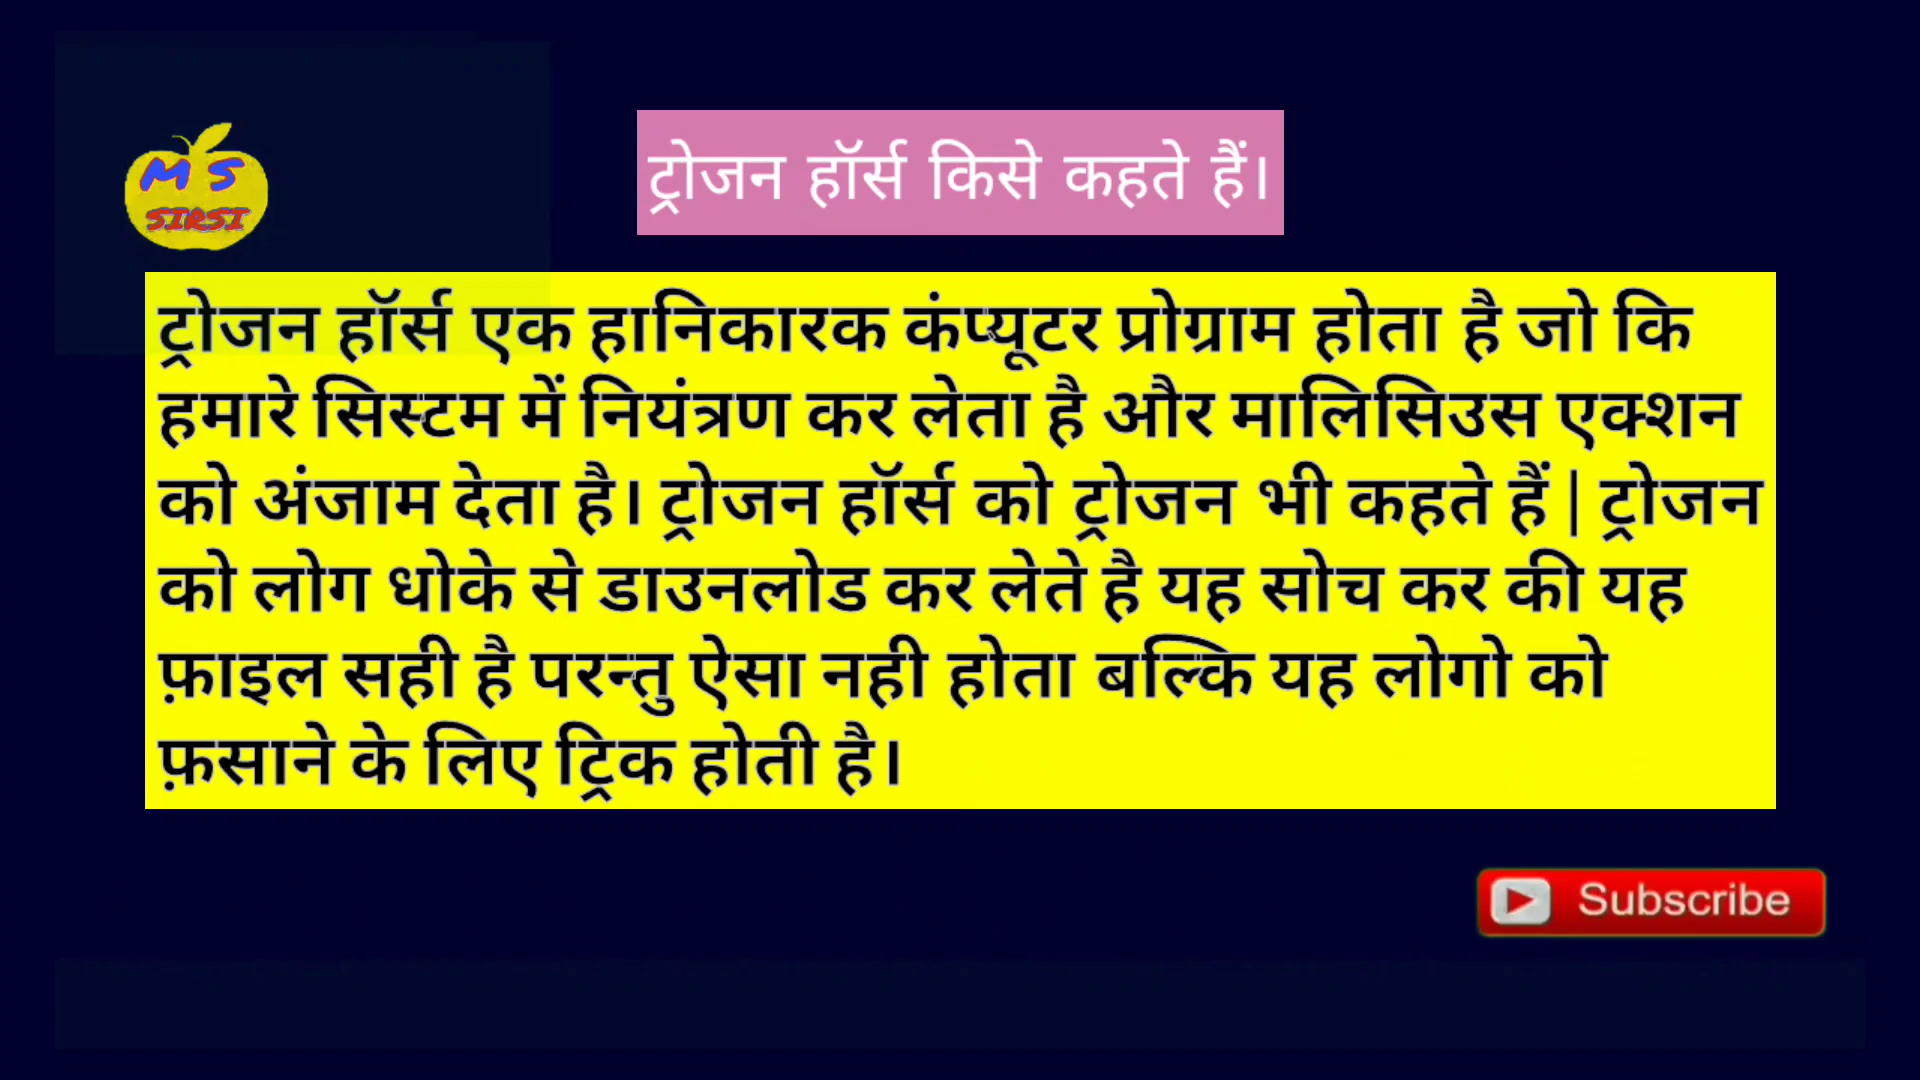 M S
SIRSI
ट्रोजन हॉर्स किसे कहते हैं।
ट्रोजन हॉर्स एक हानिकारक कंप्यूटर प्रोग्राम होता है जो कि
हमारे सिस्टम में नियंत्रण कर लेता है और मालिसिउस एक्शन
को अंजाम देता है। ट्रोजन हॉर्स को ट्रोजन भी कहते हैं | ट्रोजन
को लोग धोके से डाउनलोड कर लेते है यह सोच कर की यह
फ़ाइल सही है परन्तु ऐसा नही होता बल्कि यह लोगो को
फ़साने के लिए ट्रिक होती है।
Subscribe